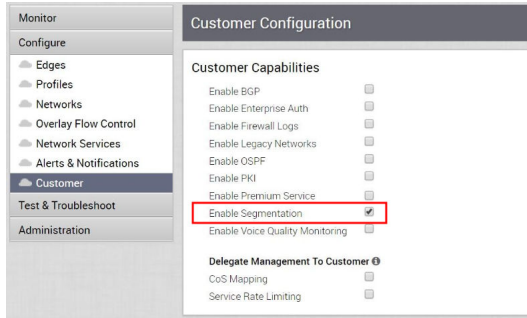 Monitor
Configure
Edges
Profiles
Networks
Overlay Flow Control
Network Services
Alerts & Notifications
Customer
Test & Troubleshoot
Administration
Customer Configuration
Customer Capabilities
Enable BGP
Enable Enterprise Auth
Enable Firewall Logs
Enable Legacy Networks
Enable OSPF
Enable PKI
Enable Premium Service
Enable Segmentation
Enable Voice Quality Monitoring
Delegate Management To Customer
CoS Mapping
Service Rate Limiting